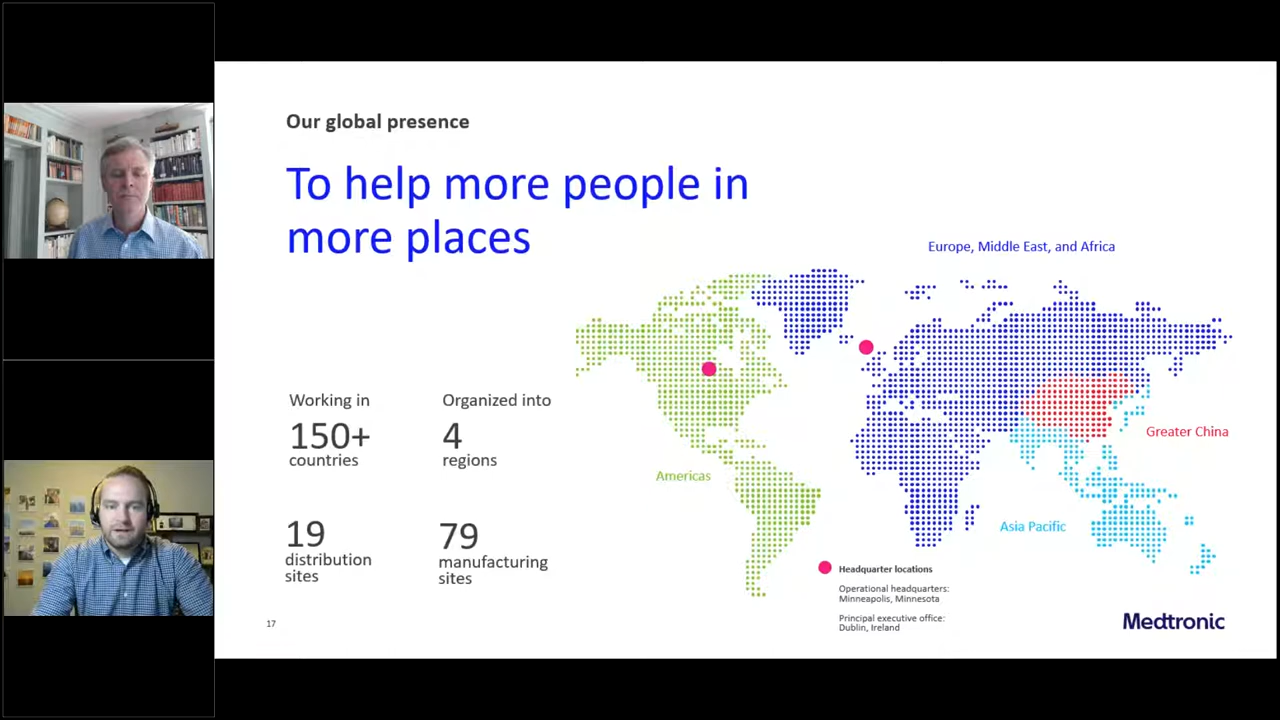 Our global presence
To help more people in
more places
Europe, Middle East, and Africa
Working in
150+
countries
Organized into
4
regions
Greater China
Americas
19
distribution
sites
79
manufacturing
sites
Asia Pacific
Headquarter locations
Operational headquarters:
Minneapolis, Minnesota
Principal executive office:
Dublin, Ireland
17
Medtronic